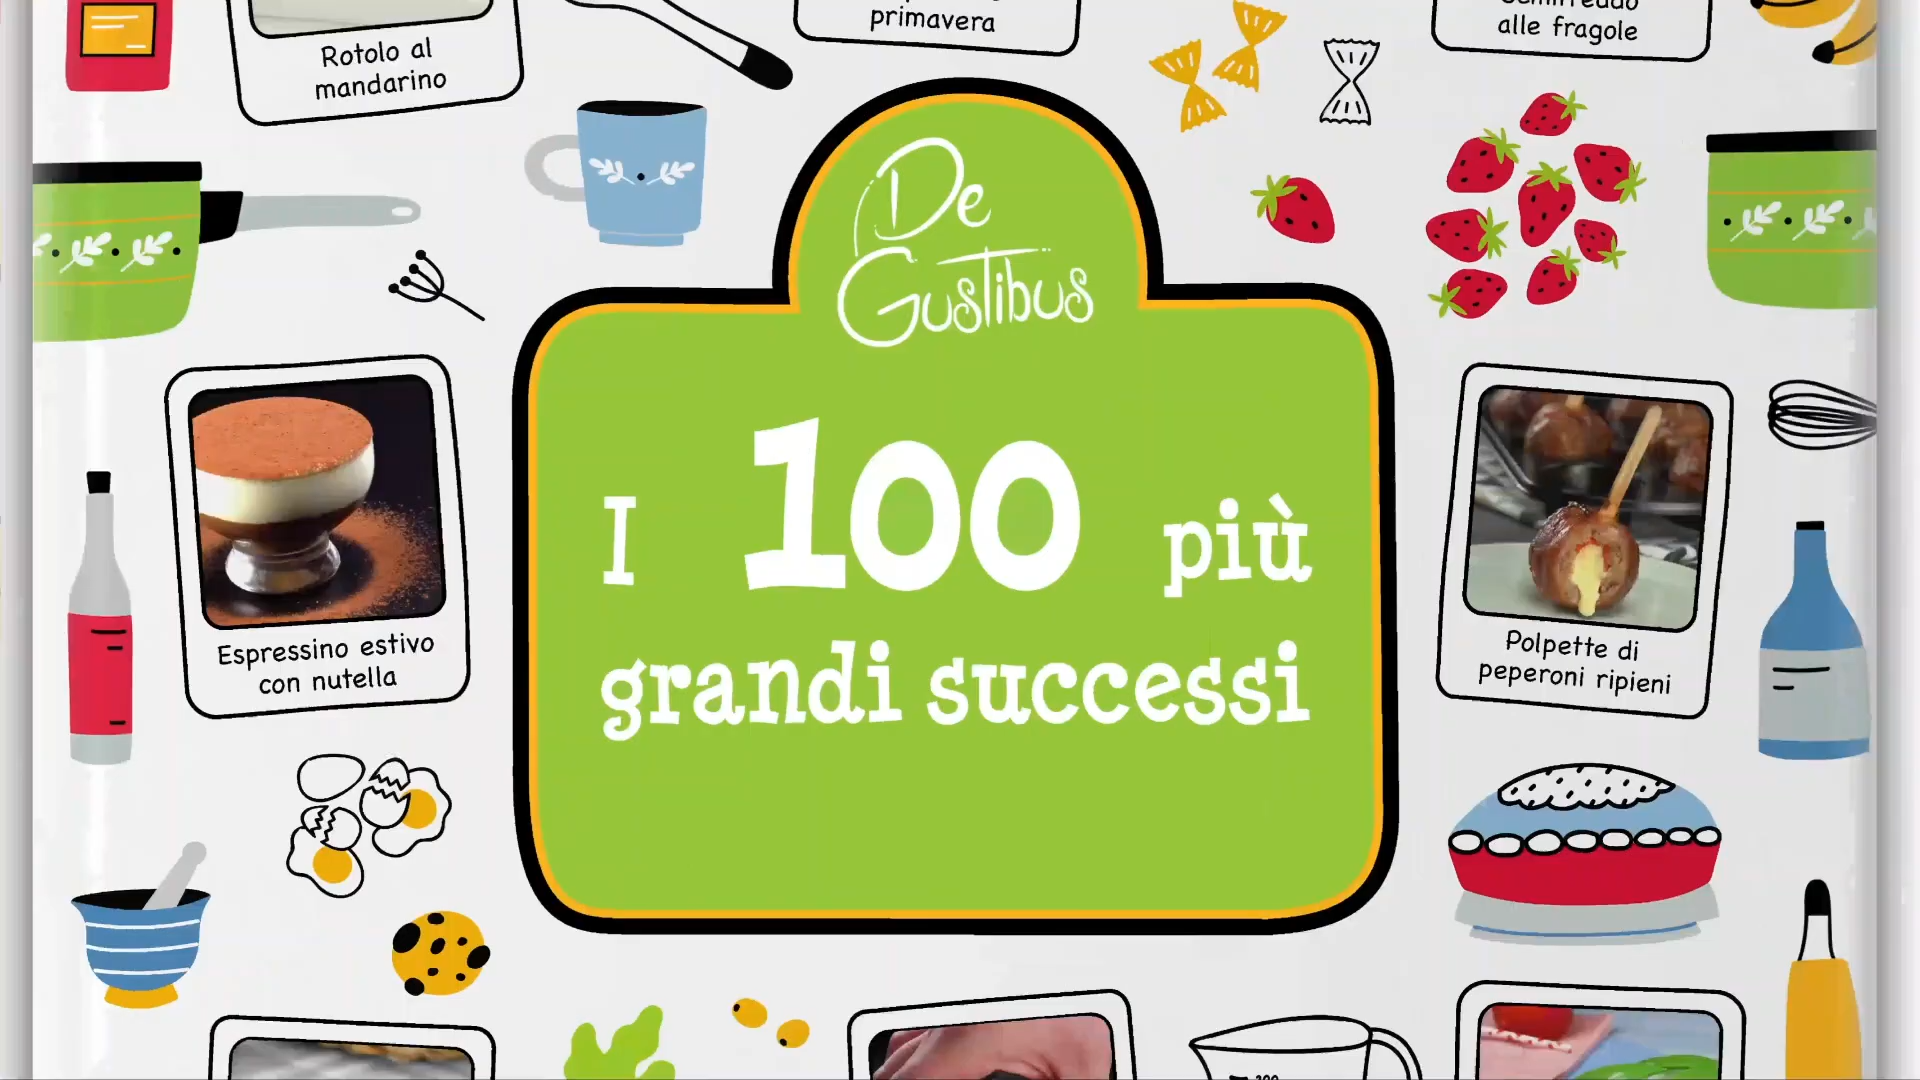 Rotolo al
mandarino
primavera
Semifreddo
alle fragole
De
Gustibus
I 100 più
grandi successi
Espressino estivo
con nutella
Polpette di
peperoni ripieni